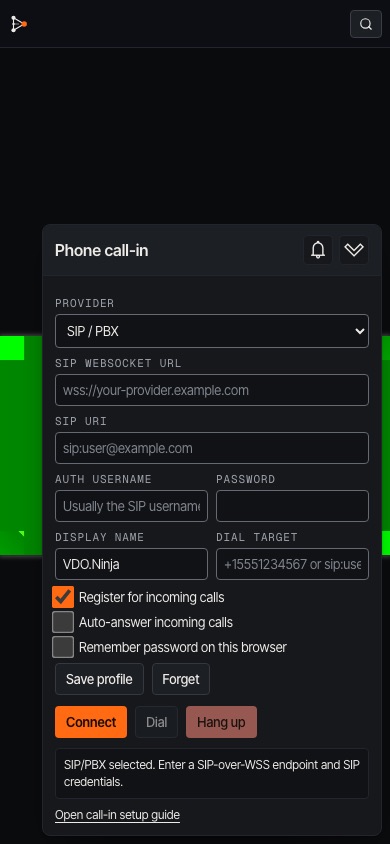 Phone call-in
PROVIDER
SIP / PBX
SIP WEBSOCKET URL
wss://your-provider.example.com
SIP URI
sip:user@example.com
AUTH USERNAME
PASSWORD
Usually the SIP username
DISPLAY NAME
DIAL TARGET
VDO.Ninja
+15551234567 or sip:use
Register for incoming calls
Auto-answer incoming calls
Remember password on this browser
Save profile
Forget
Connect
Dial
Hang up
SIP/PBX selected. Enter a SIP-over-WSS endpoint and SIP
credentials.
Open call-in setup guide